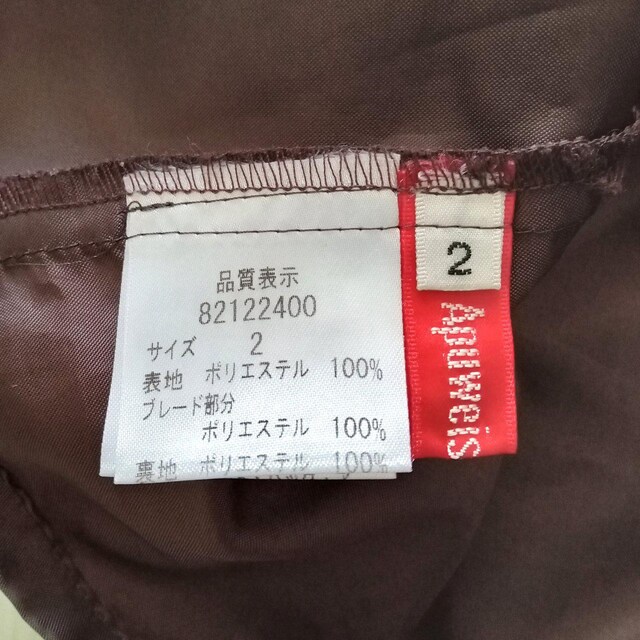 品質表示
82122400
サイズ 2
表地 ポリエステル 100%
ブレード部分
ポリエステル 100%
裏地 ポリエステル 100%
2
Apuweis